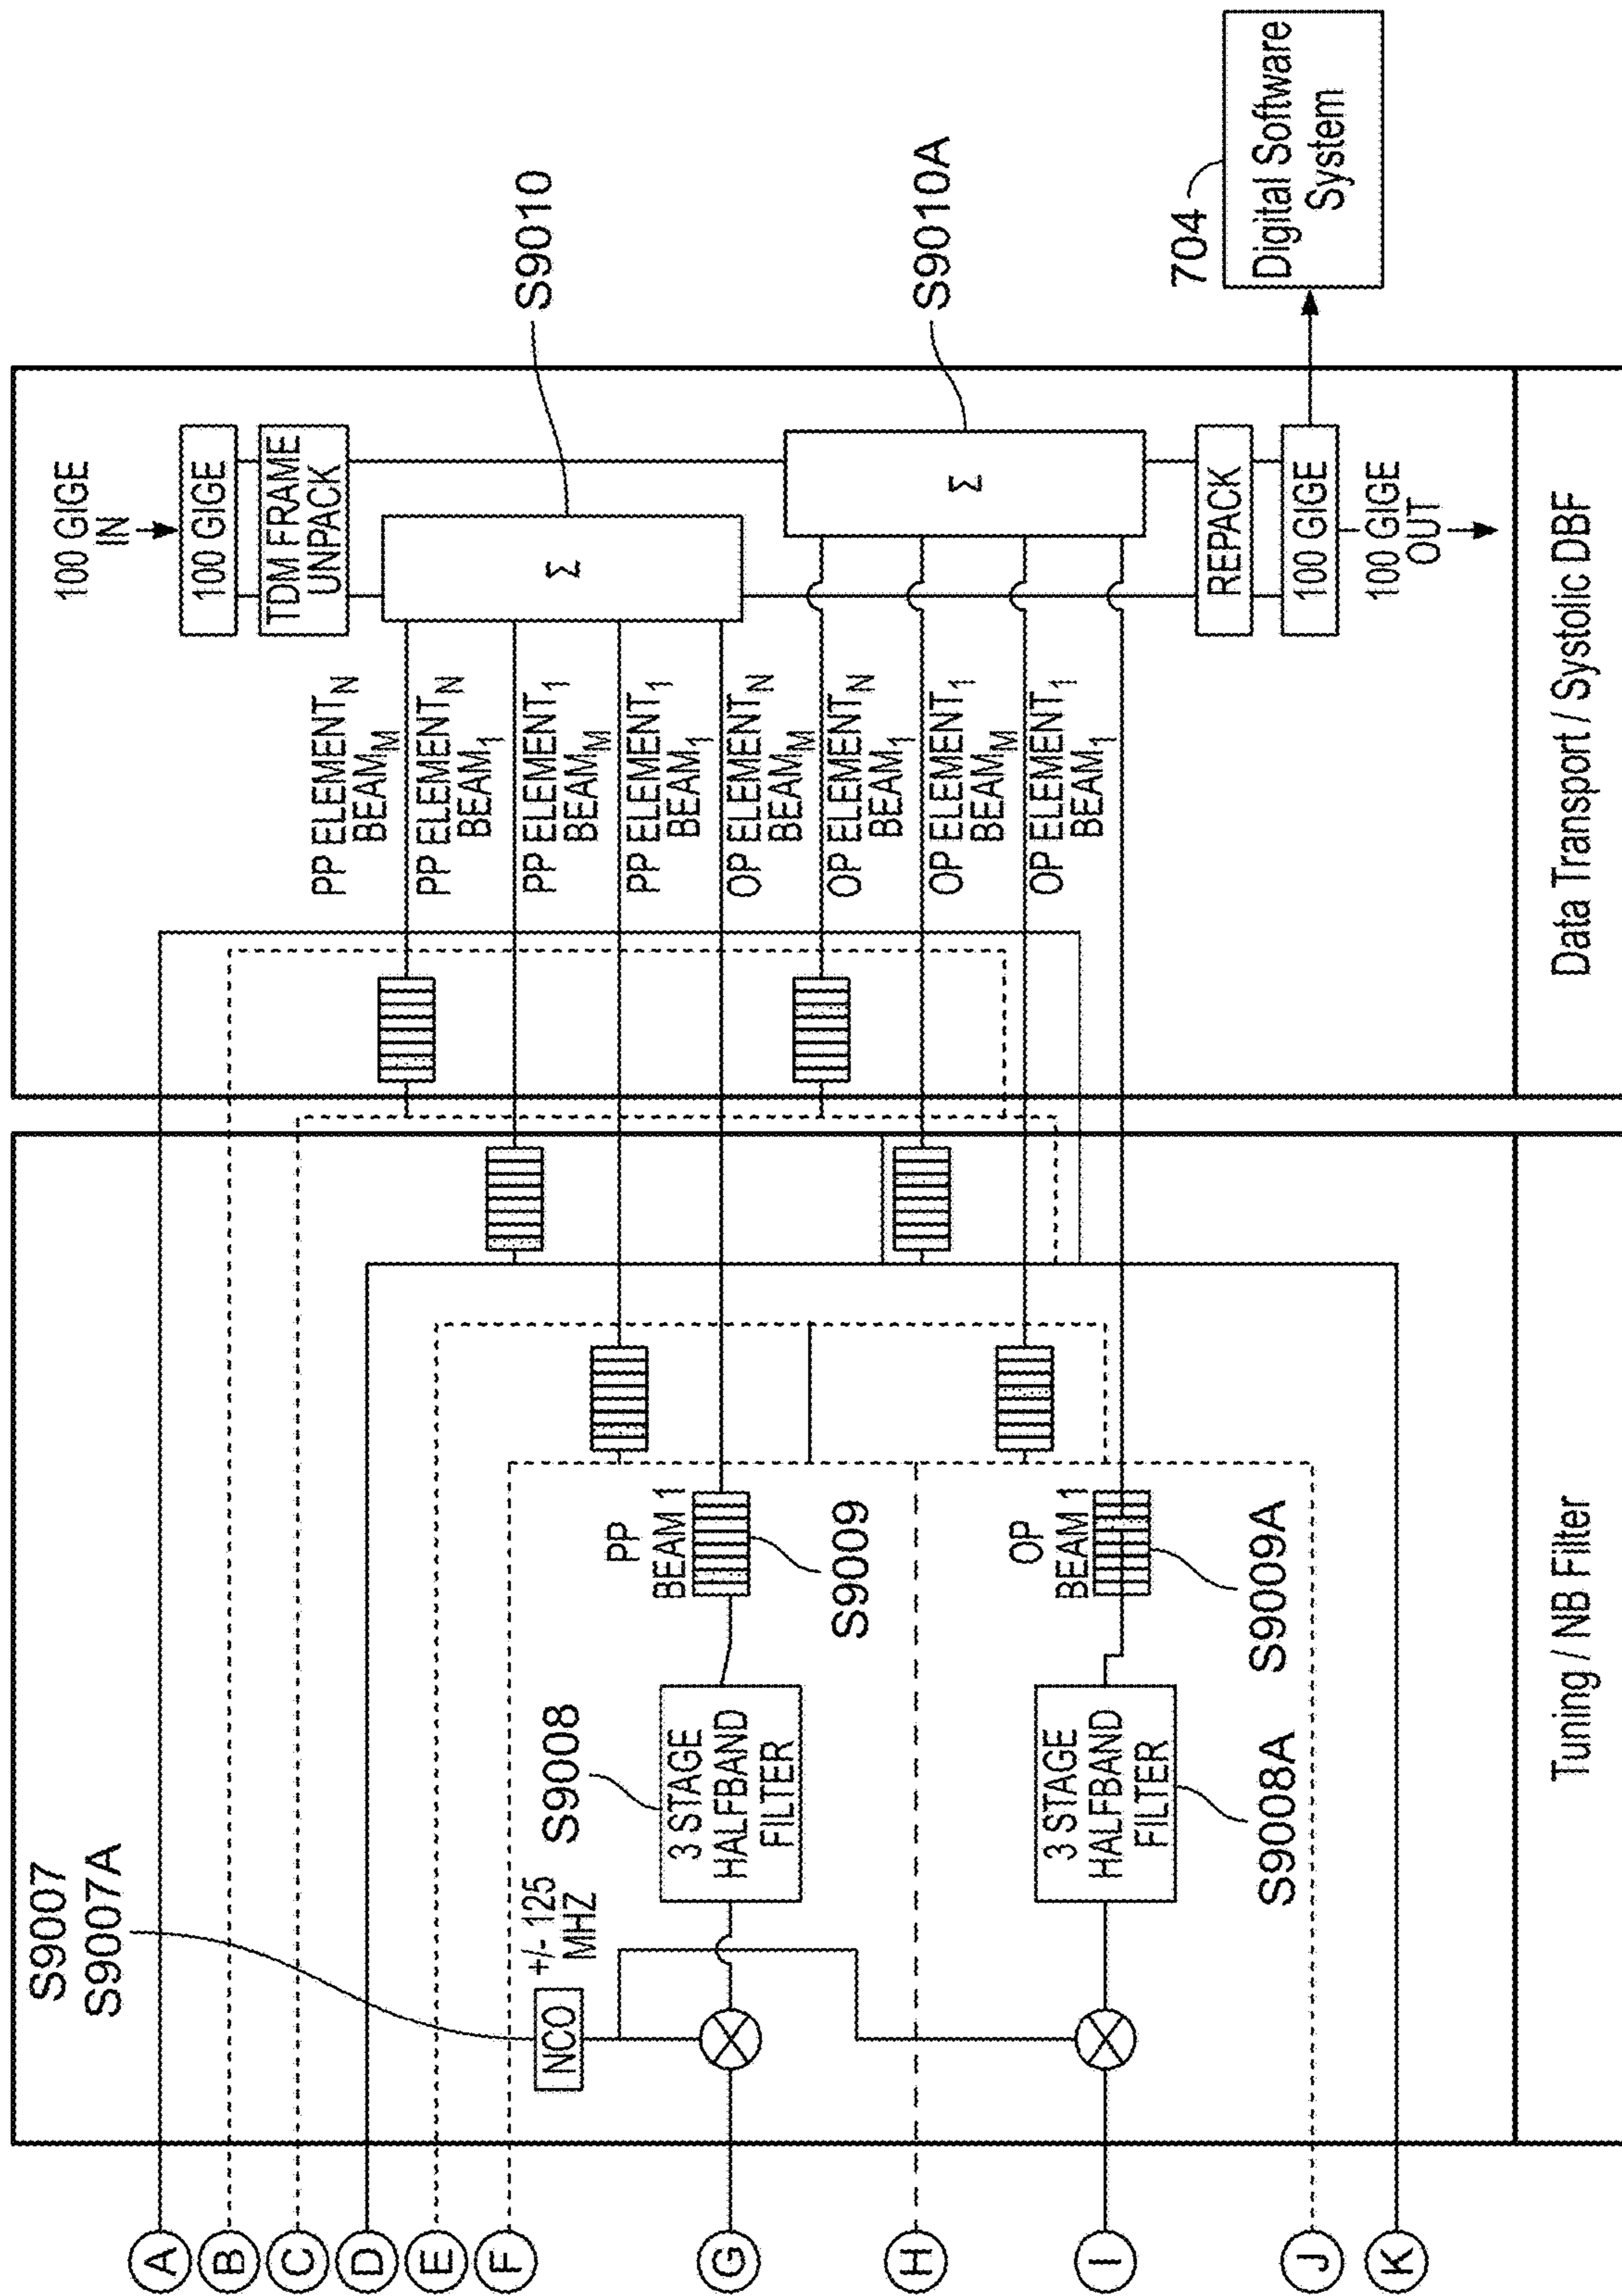 S9007
S9007A
+/- 125
MHZ
NCO
S9008
3 STAGE
HALFBAND
FILTER
PP
BEAM 1
S9009
3 STAGE
HALFBAND
FILTER
S9008A
OP
BEAM 1
S9009A
A
B
C
D
E
F
G
H
I
J
K
Tuning / NB Filter
100 GIGE
IN
100 GIGE
TDM FRAME
UNPACK
PP ELEMENTN
BEAMM
PP ELEMENTN
BEAM1
PP ELEMENT1
BEAMM
PP ELEMENT1
BEAM1
OP ELEMENTN
BEAMM
OP ELEMENTN
BEAM1
OP ELEMENT1
BEAMM
OP ELEMENT1
BEAM1
Σ
Σ
REPACK
100 GIGE
100 GIGE
OUT
Data Transport / Systolic DBF
S9010
S9010A
704
Digital Software
System